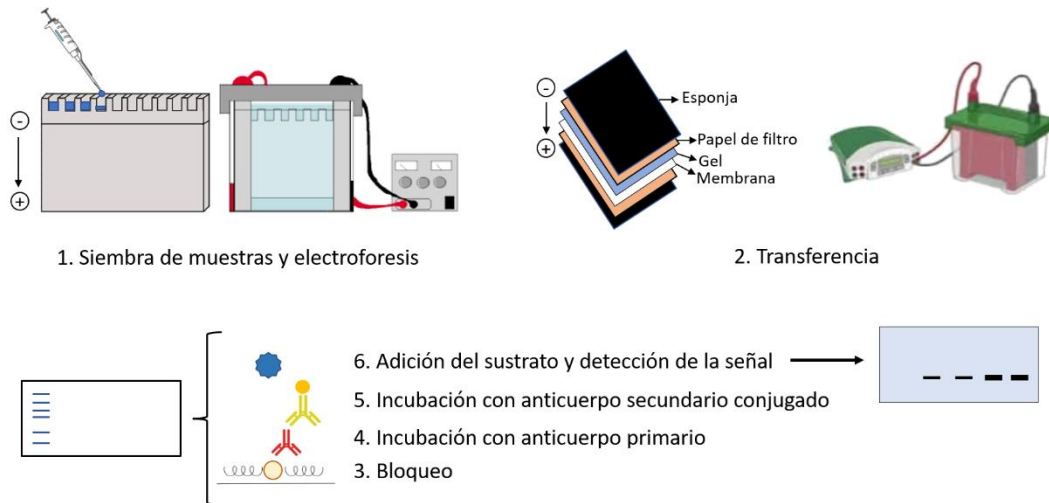 -
+
1. Siembra de muestras y electroforesis
-
+
Esponja
Papel de filtro
Gel
Membrana
2. Transferencia
6. Adición del sustrato y detección de la señal
5. Incubación con anticuerpo secundario conjugado
4. Incubación con anticuerpo primario
3. Bloqueo